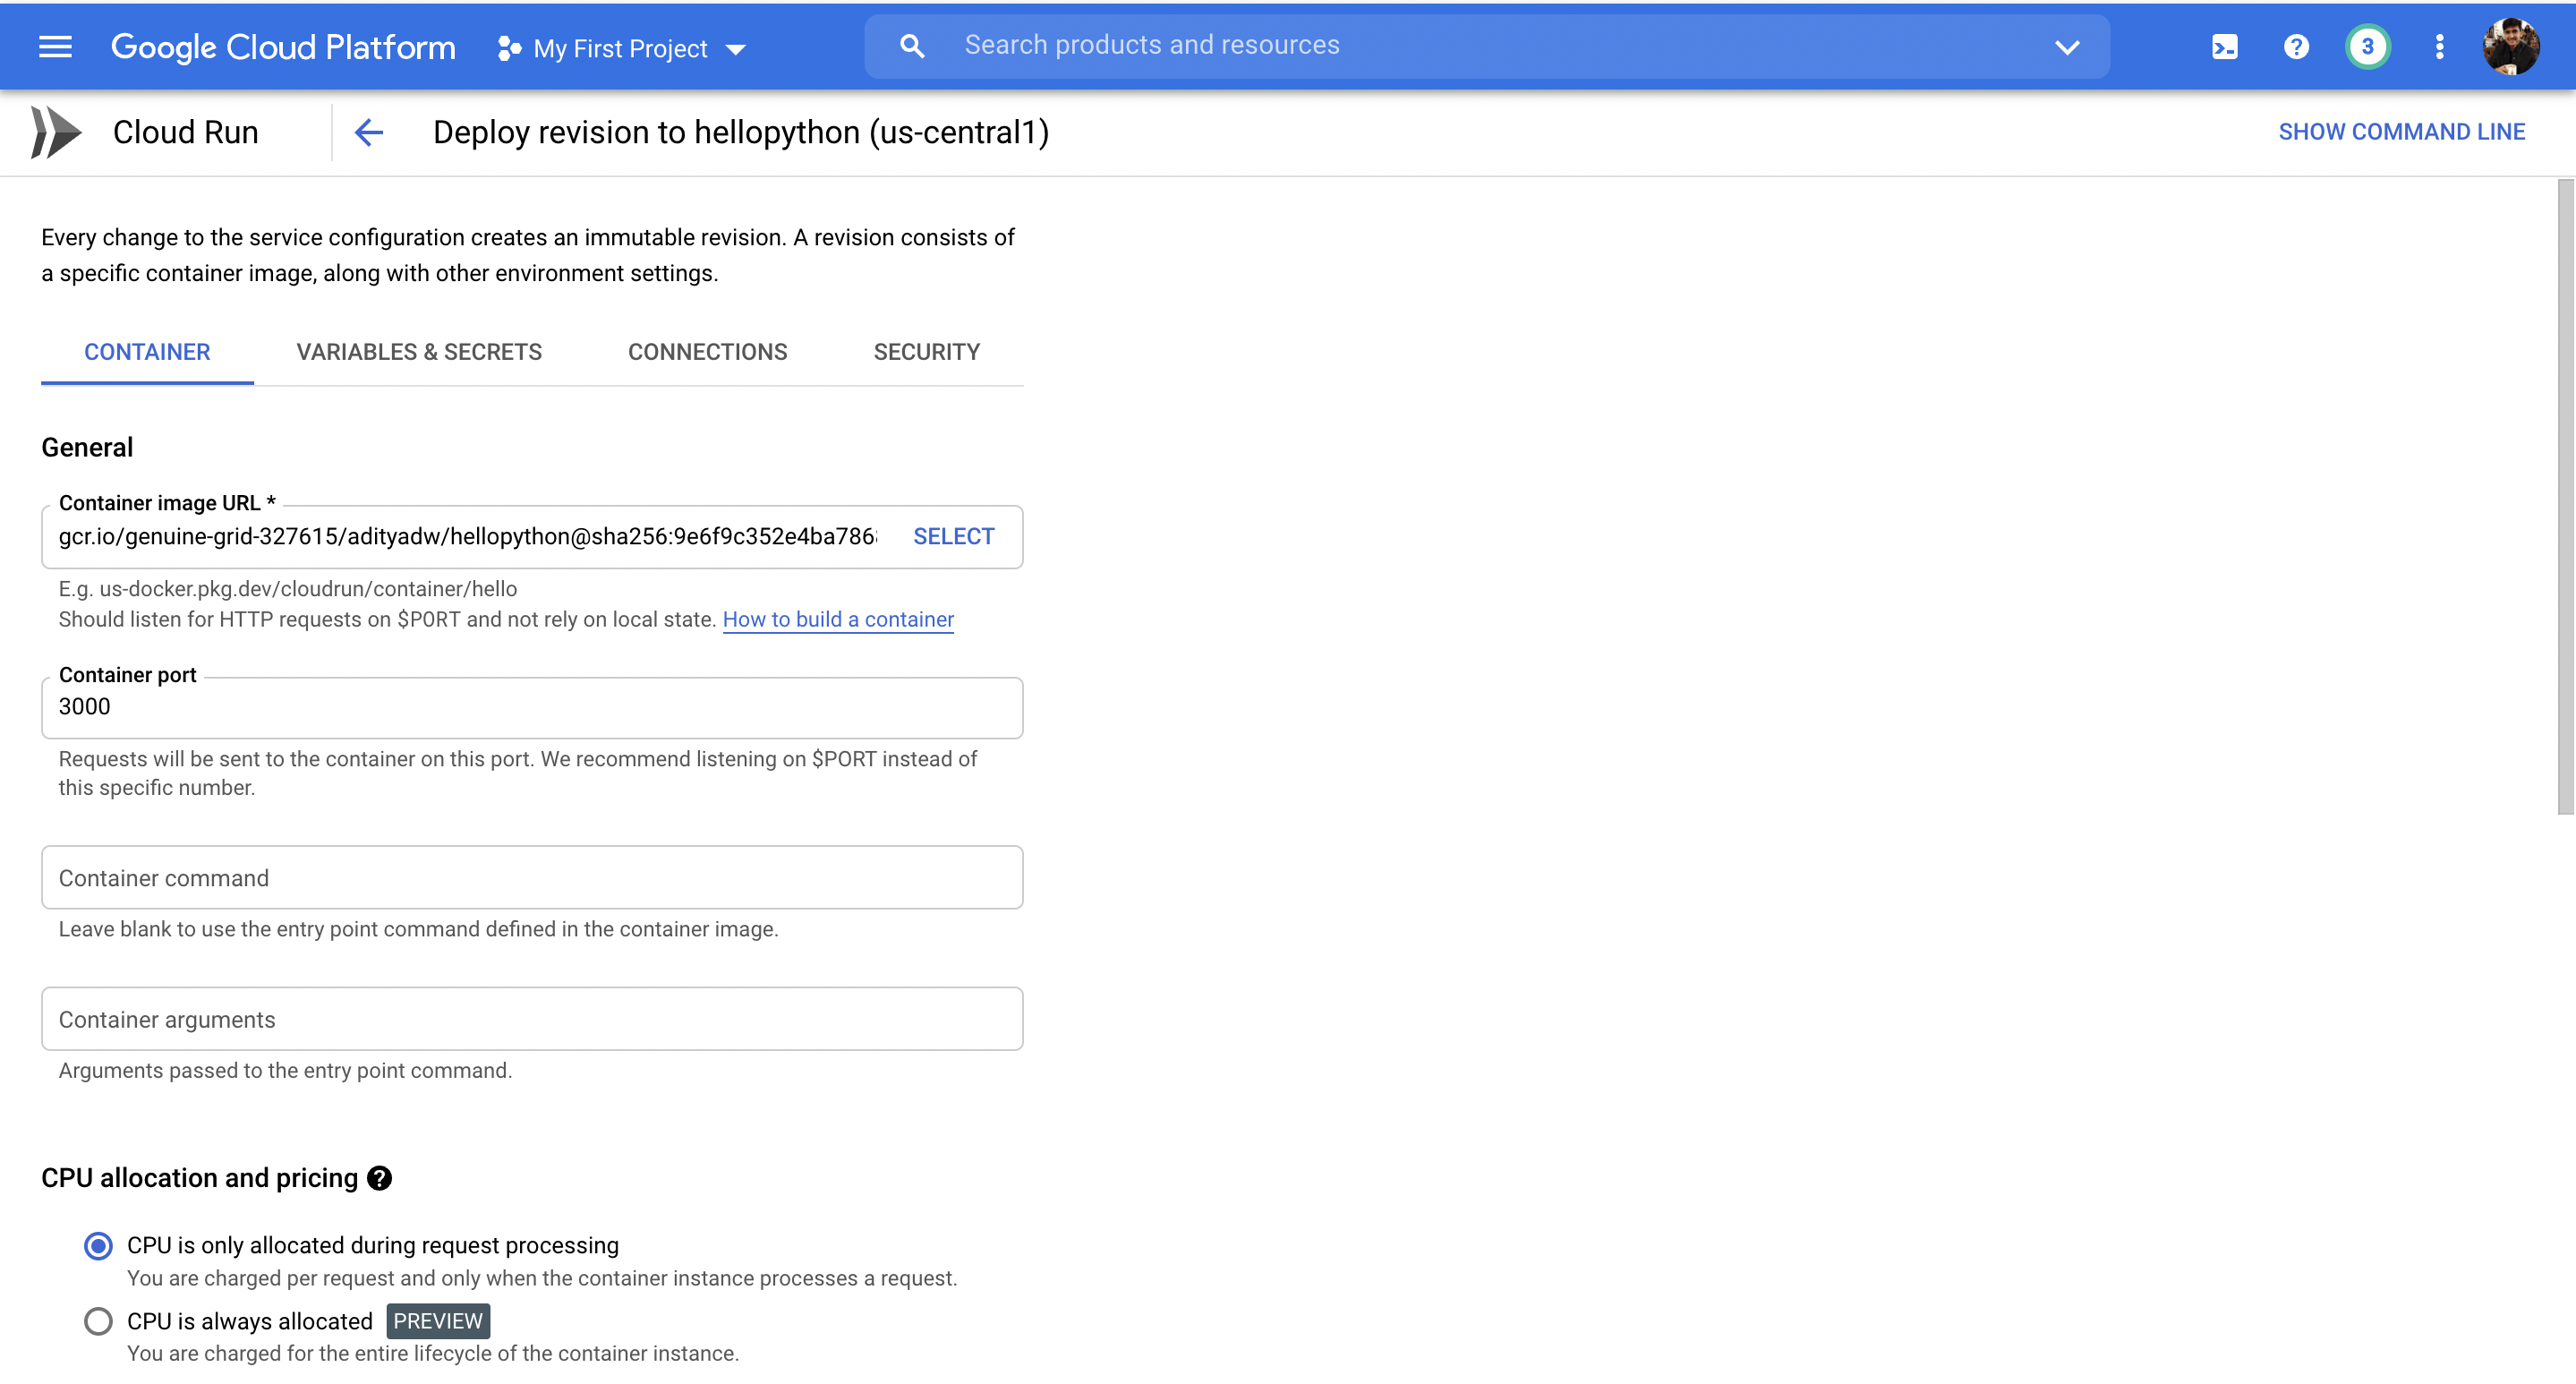 Google Cloud Platform
My First Project
Search products and resources
3
Cloud Run
Deploy revision to hellopython (us-central1)
SHOW COMMAND LINE
Every change to the service configuration creates an immutable revision. A revision consists of
a specific container image, along with other environment settings.
CONTAINER
VARIABLES & SECRETS
CONNECTIONS
SECURITY
General
Container image URL *
gcr.io/genuine-grid-327615/adityadw/hellopython@sha256:9e6f9c352e4ba786
SELECT
E.g. us-docker.pkg.dev/cloudrun/container/hello
Should listen for HTTP requests on $PORT and not rely on local state. How to build a container
Container port
3000
Requests will be sent to the container on this port. We recommend listening on $PORT instead of
this specific number.
Container command
Leave blank to use the entry point command defined in the container image.
Container arguments
Arguments passed to the entry point command.
CPU allocation and pricing ?
CPU is only allocated during request processing
You are charged per request and only when the container instance processes a request.
CPU is always allocated PREVIEW
You are charged for the entire lifecycle of the container instance.